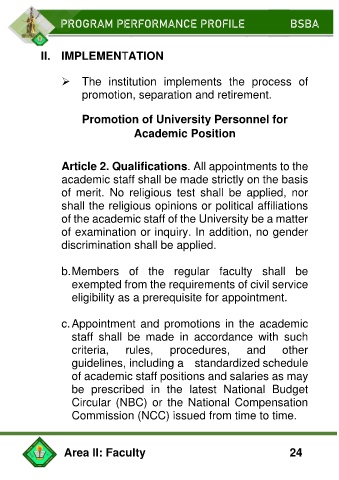 PROGRAM PERFORMANCE PROFILE BSBA
II. IMPLEMENTATION
➢ The institution implements the process of
promotion, separation and retirement.
Promotion of University Personnel for
Academic Position
Article 2. Qualifications. All appointments to the
academic staff shall be made strictly on the basis
of merit. No religious test shall be applied, nor
shall the religious opinions or political affiliations
of the academic staff of the University be a matter
of examination or inquiry. In addition, no gender
discrimination shall be applied.
b. Members of the regular faculty shall be
exempted from the requirements of civil service
eligibility as a prerequisite for appointment.
c. Appointment and promotions in the academic
staff shall be made in accordance with such
criteria, rules, procedures, and other
guidelines, including a standardized schedule
of academic staff positions and salaries as may
be prescribed in the latest National Budget
Circular (NBC) or the National Compensation
Commission (NCC) issued from time to time.
Area II: Faculty 24